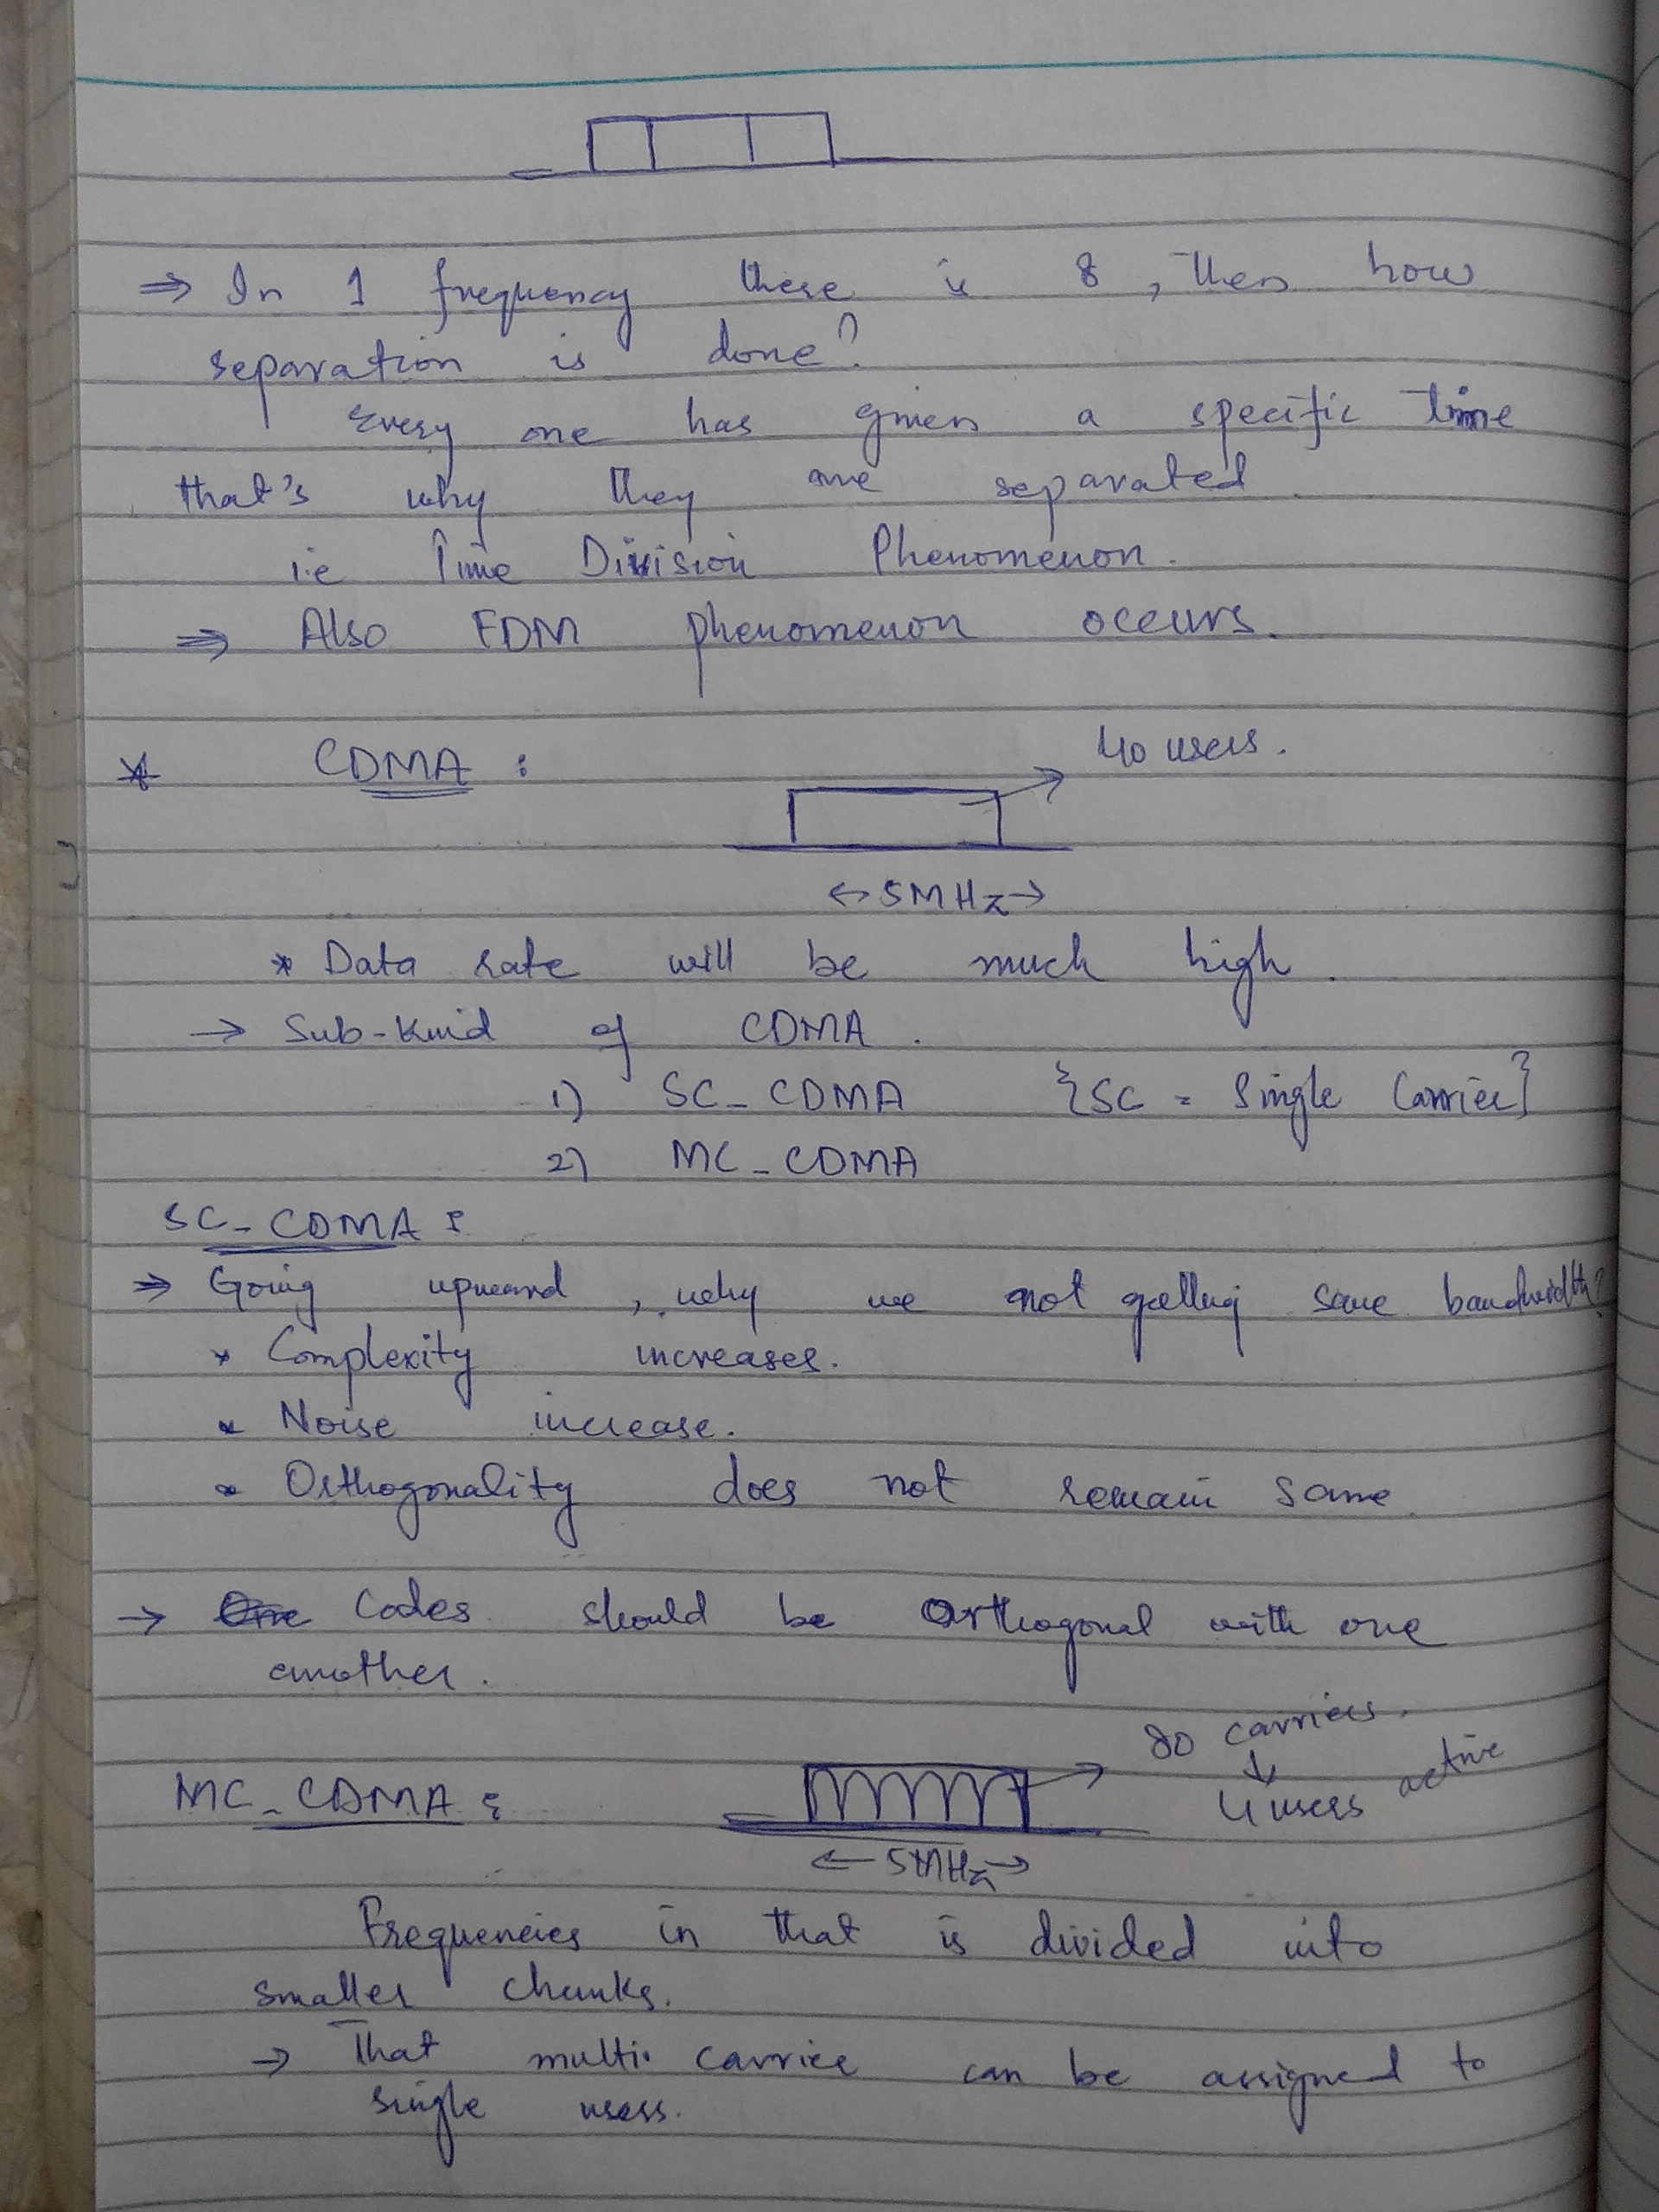 ⇒ In 1 frequency there is 8, then how
separation is done?
Every one has given a specific time
that's why they are separated
i.e Time Division Phenomenon.
⇒ Also FDM phenomenon occurs.
* CDMA :
40 users.
↔ 5MHz →
* Data rate will be much high.
→ Sub-kind of CDMA.
1) SC_CDMA {SC = Single Carrier}
2) MC_CDMA
SC_CDMA :
⇒ Going upward, why we not getting same bandwidth?
* Complexity increases.
* Noise increase.
* Orthogonality does not remain same.
→ One Codes should be Orthogonal with one
another.
80 carriers.
↓
MC_CDMA : 4 users active
← 5MHz →
Frequencies in that is divided into
smaller chunks.
→ That multi carrier can be assigned to
single users.